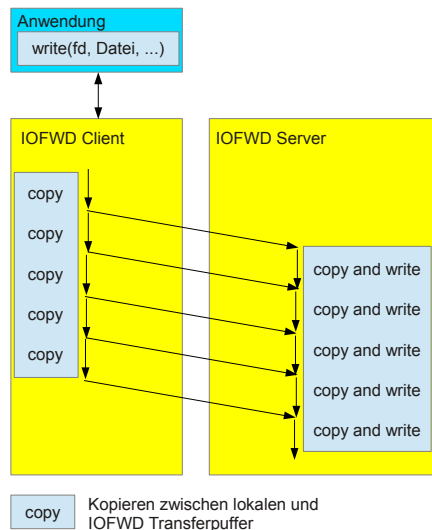 Anwendung
write(fd, Datei, ...)
IOFWD Client
IOFWD Server
copy
copy
copy
copy
copy
copy and write
copy and write
copy and write
copy and write
copy and write
copy
Kopieren zwischen lokalen und
IOFWD Transferpuffer